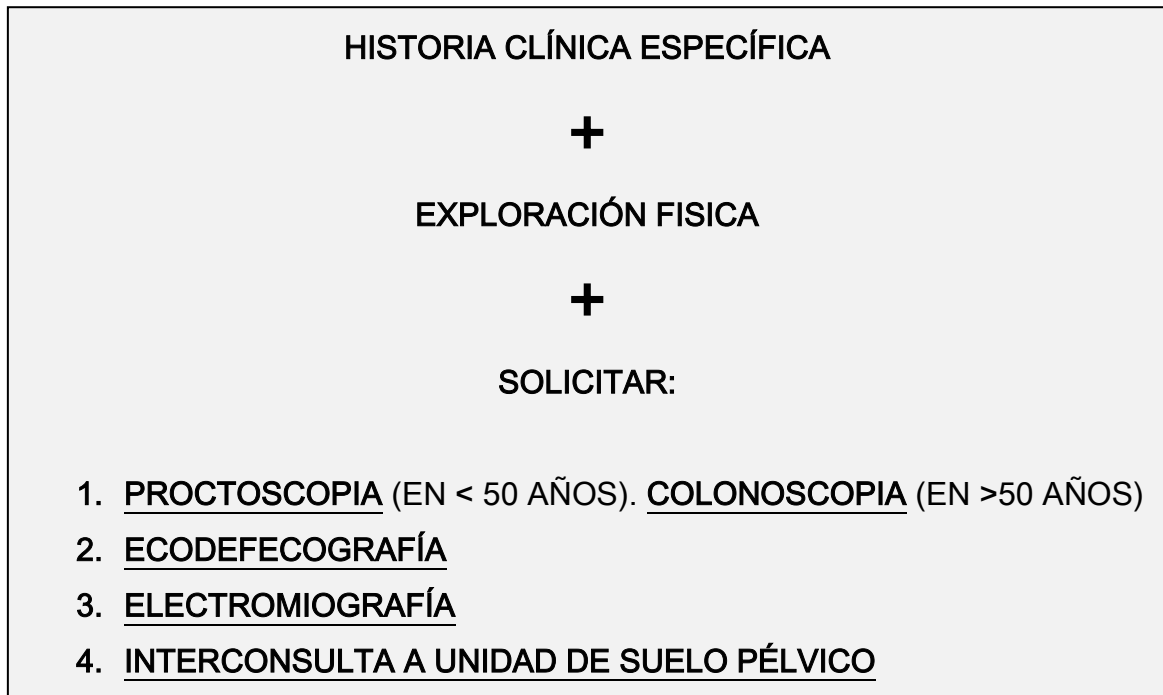 HISTORIA CLÍNICA ESPECÍFICA
+
EXPLORACIÓN FISICA
+
SOLICITAR:
1. PROCTOSCOPIA (EN < 50 AÑOS). COLONOSCOPIA (EN >50 AÑOS)
2. ECODEFECOGRAFÍA
3. ELECTROMIOGRAFÍA
4. INTERCONSULTA A UNIDAD DE SUELO PÉLVICO